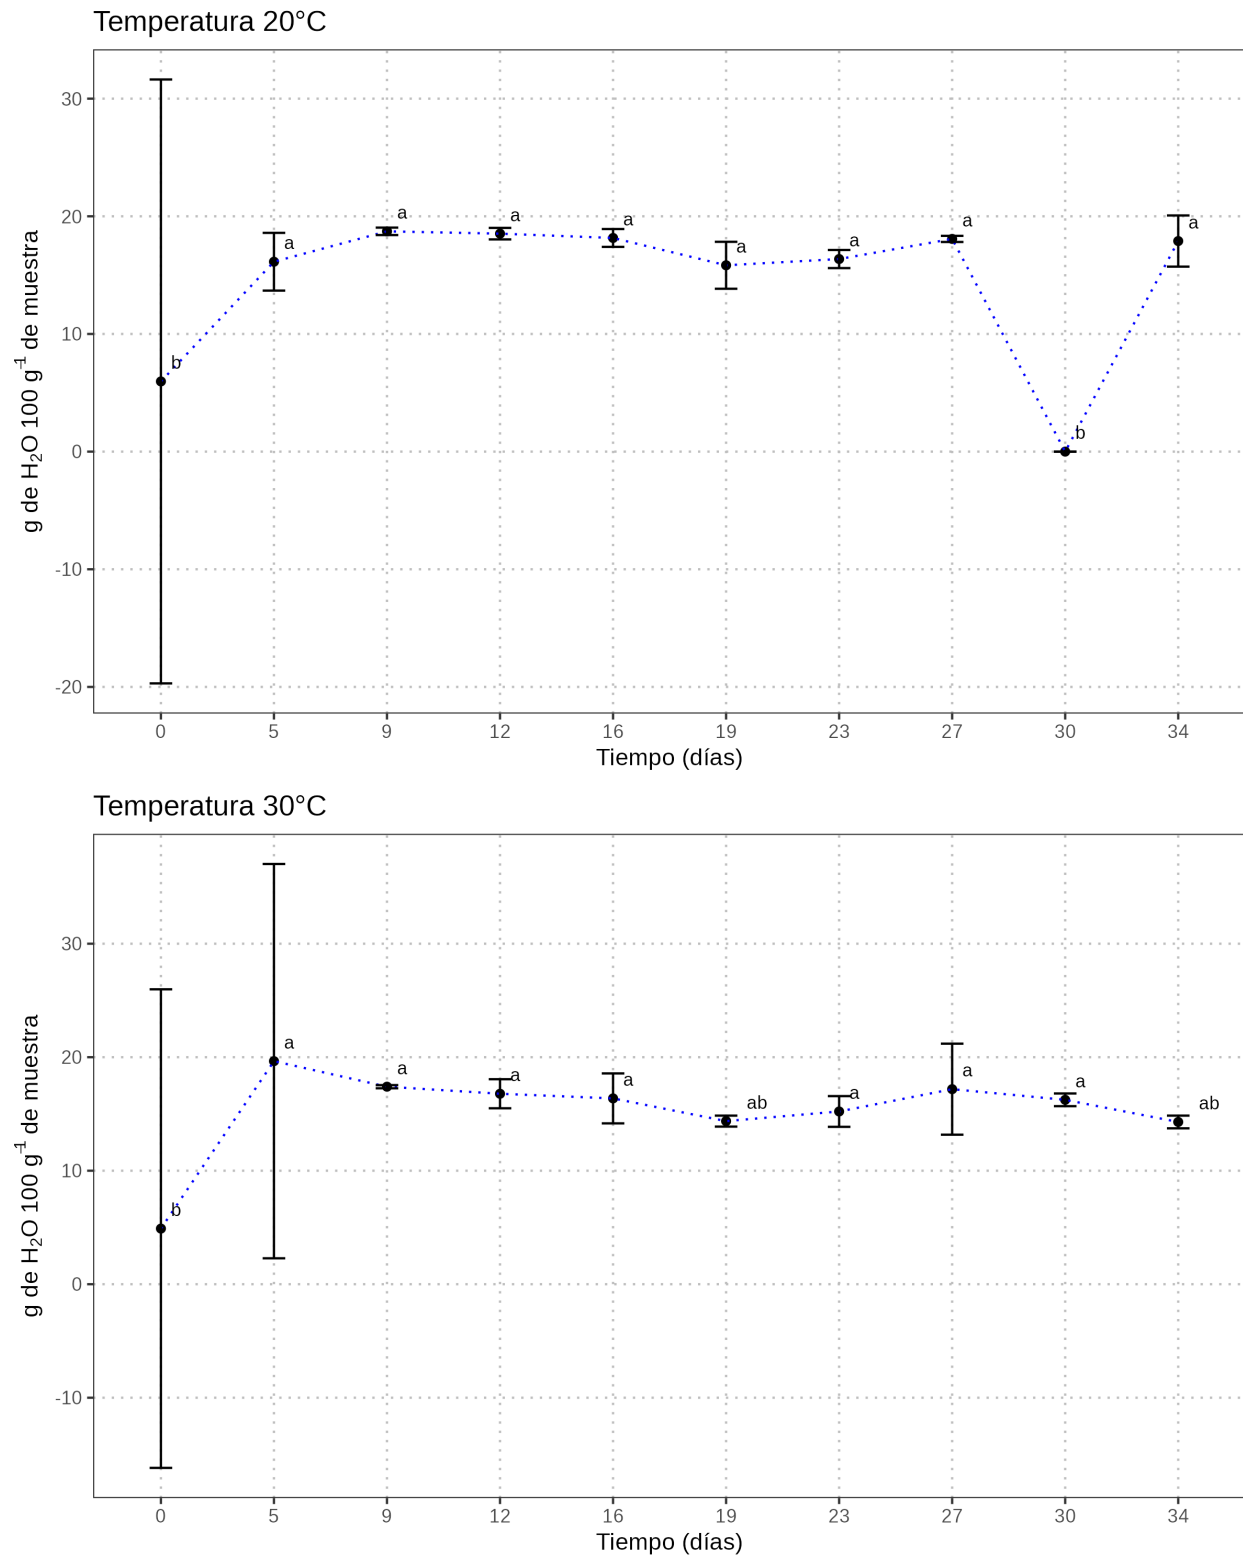 Temperatura 20°C
g de H₂O 100 g⁻¹ de muestra
30
20
10
0
-10
-20
b
a
a
a
a
a
a
a
b
a
0 5 9 12 16 19 23 27 30 34
Tiempo (días)
Temperatura 30°C
g de H₂O 100 g⁻¹ de muestra
30
20
10
0
-10
b
a
a
a
a
ab
a
a
a
ab
0 5 9 12 16 19 23 27 30 34
Tiempo (días)